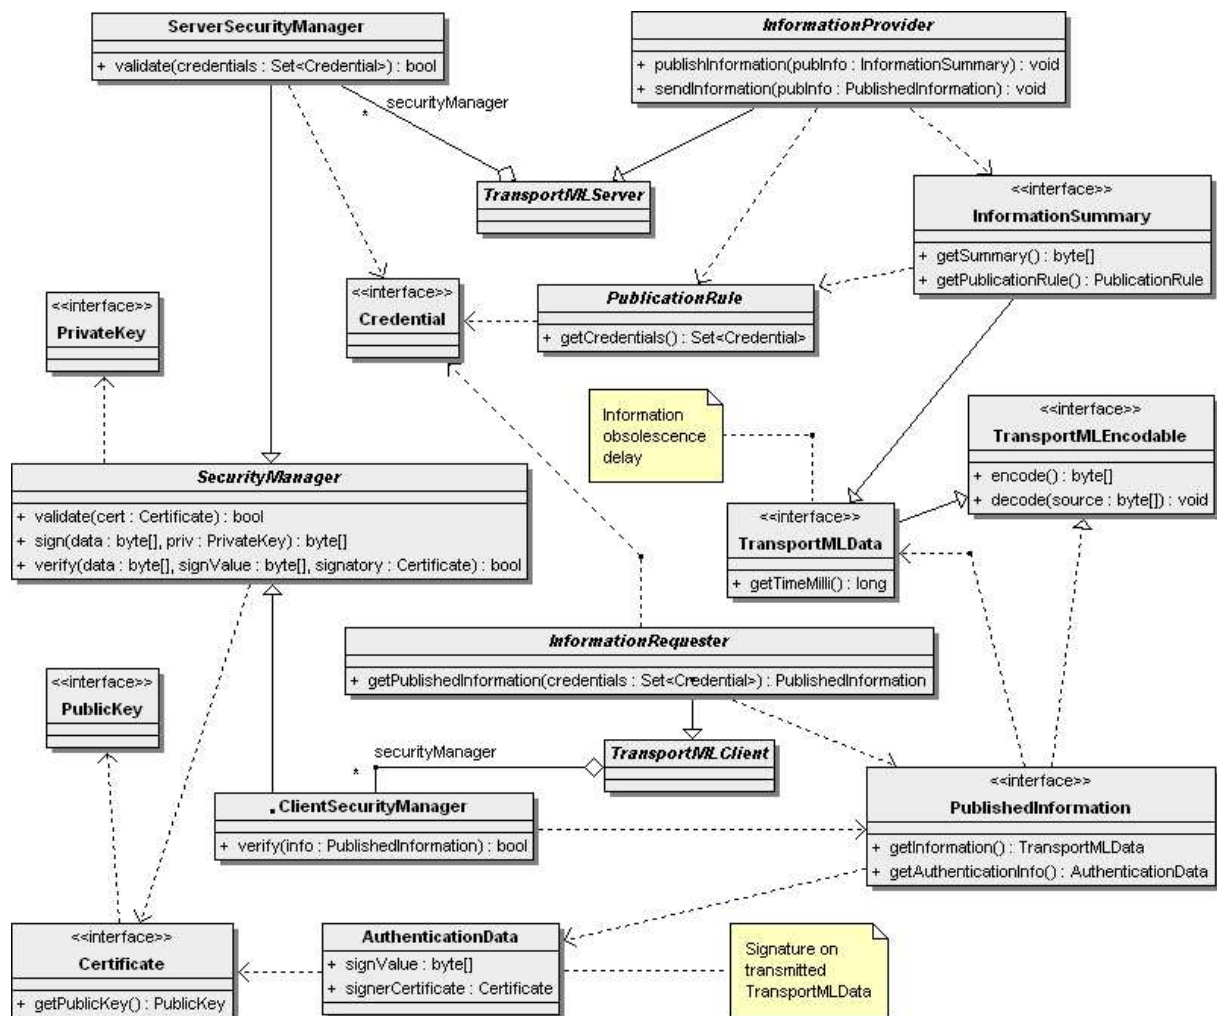 ServerSecurityManager
+ validate(credentials : Set<Credential>) : bool
InformationProvider
+ publishInformation(pubInfo : InformationSummary) : void
+ sendInformation(pubInfo : PublishedInformation) : void
securityManager
*
TransportMLServer
<<interface>>
InformationSummary
+ getSummary() : byte[]
+ getPublicationRule() : PublicationRule
<<interface>>
PrivateKey
<<interface>>
Credential
PublicationRule
+ getCredentials() : Set<Credential>
Information
obsolescence
delay
<<interface>>
TransportMLEncodable
+ encode() : byte[]
+ decode(source : byte[]) : void
SecurityManager
+ validate(cert : Certificate) : bool
+ sign(data : byte[], priv : PrivateKey) : byte[]
+ verify(data : byte[], signValue : byte[], signatory : Certificate) : bool
<<interface>>
TransportMLData
+ getTimeMilli() : long
InformationRequester
+ getPublishedInformation(credentials : Set<Credential>) : PublishedInformation
<<interface>>
PublicKey
securityManager
*
TransportMLClient
ClientSecurityManager
+ verify(info : PublishedInformation) : bool
<<interface>>
PublishedInformation
+ getInformation() : TransportMLData
+ getAuthenticationInfo() : AuthenticationData
<<interface>>
Certificate
+ getPublicKey() : PublicKey
AuthenticationData
+ signValue : byte[]
+ signerCertificate : Certificate
Signature on
transmitted
TransportMLData